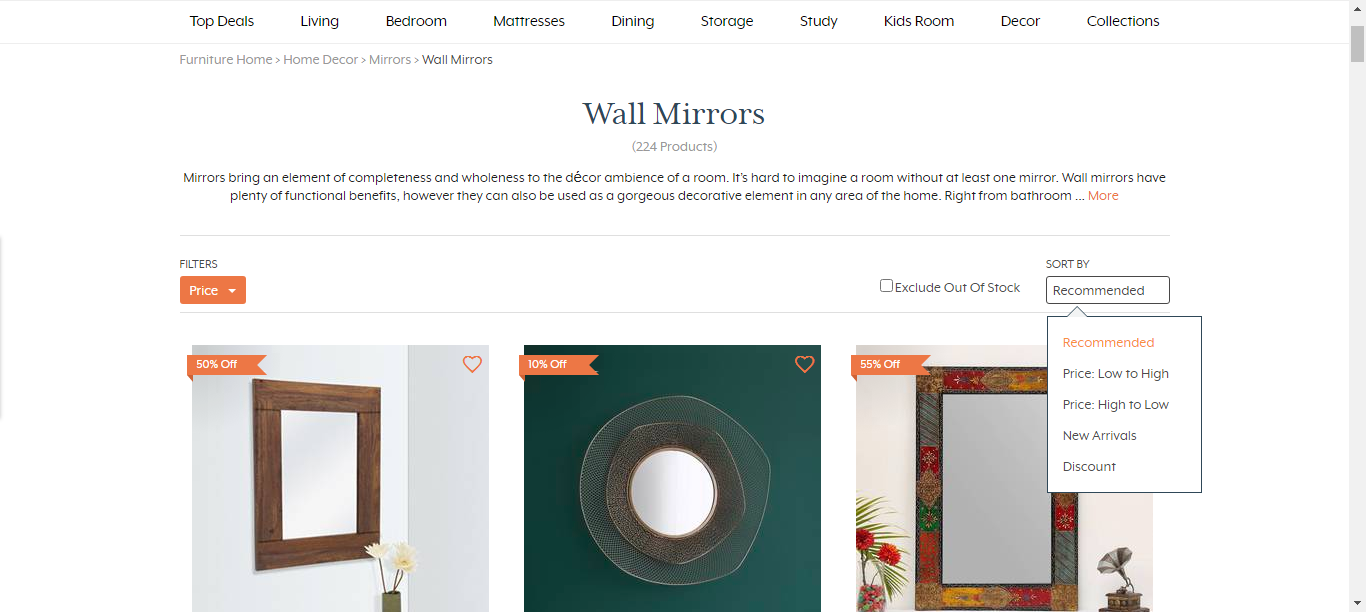 Top Deals Living Bedroom Mattresses Dining Storage Study Kids Room Decor Collections
Furniture Home > Home Decor > Mirrors > Wall Mirrors
Wall Mirrors
(224 Products)
Mirrors bring an element of completeness and wholeness to the décor ambience of a room. It's hard to imagine a room without at least one mirror. Wall mirrors have
plenty of functional benefits, however they can also be used as a gorgeous decorative element in any area of the home. Right from bathroom ... More
FILTERS
Price
Exclude Out Of Stock
SORT BY
Recommended
Recommended
Price: Low to High
Price: High to Low
New Arrivals
Discount
50% Off
10% Off
55% Off